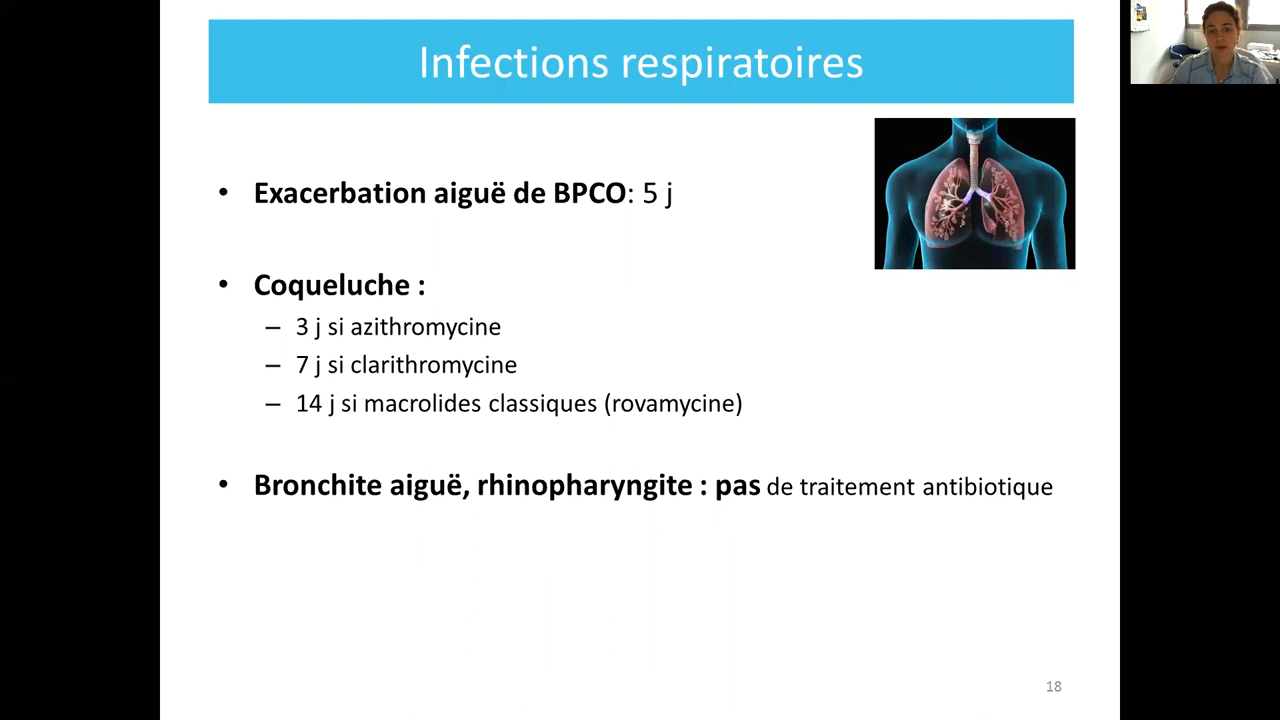 Infections respiratoires
• Exacerbation aiguë de BPCO: 5 j
• Coqueluche :
– 3 j si azithromycine
– 7 j si clarithromycine
– 14 j si macrolides classiques (rovamycine)
• Bronchite aiguë, rhinopharyngite : pas de traitement antibiotique
18